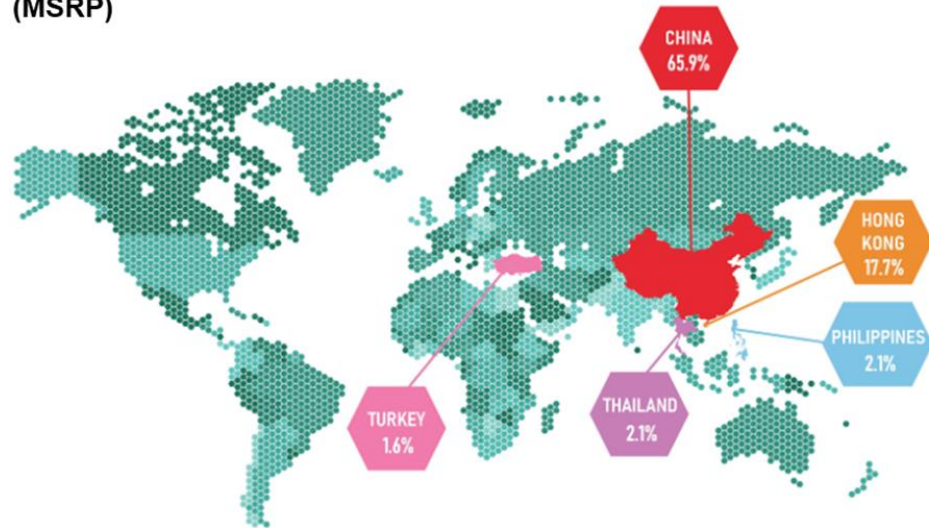 (MSRP)
CHINA
65.9%
HONG
KONG
17.7%
PHILIPPINES
2.1%
THAILAND
2.1%
TURKEY
1.6%